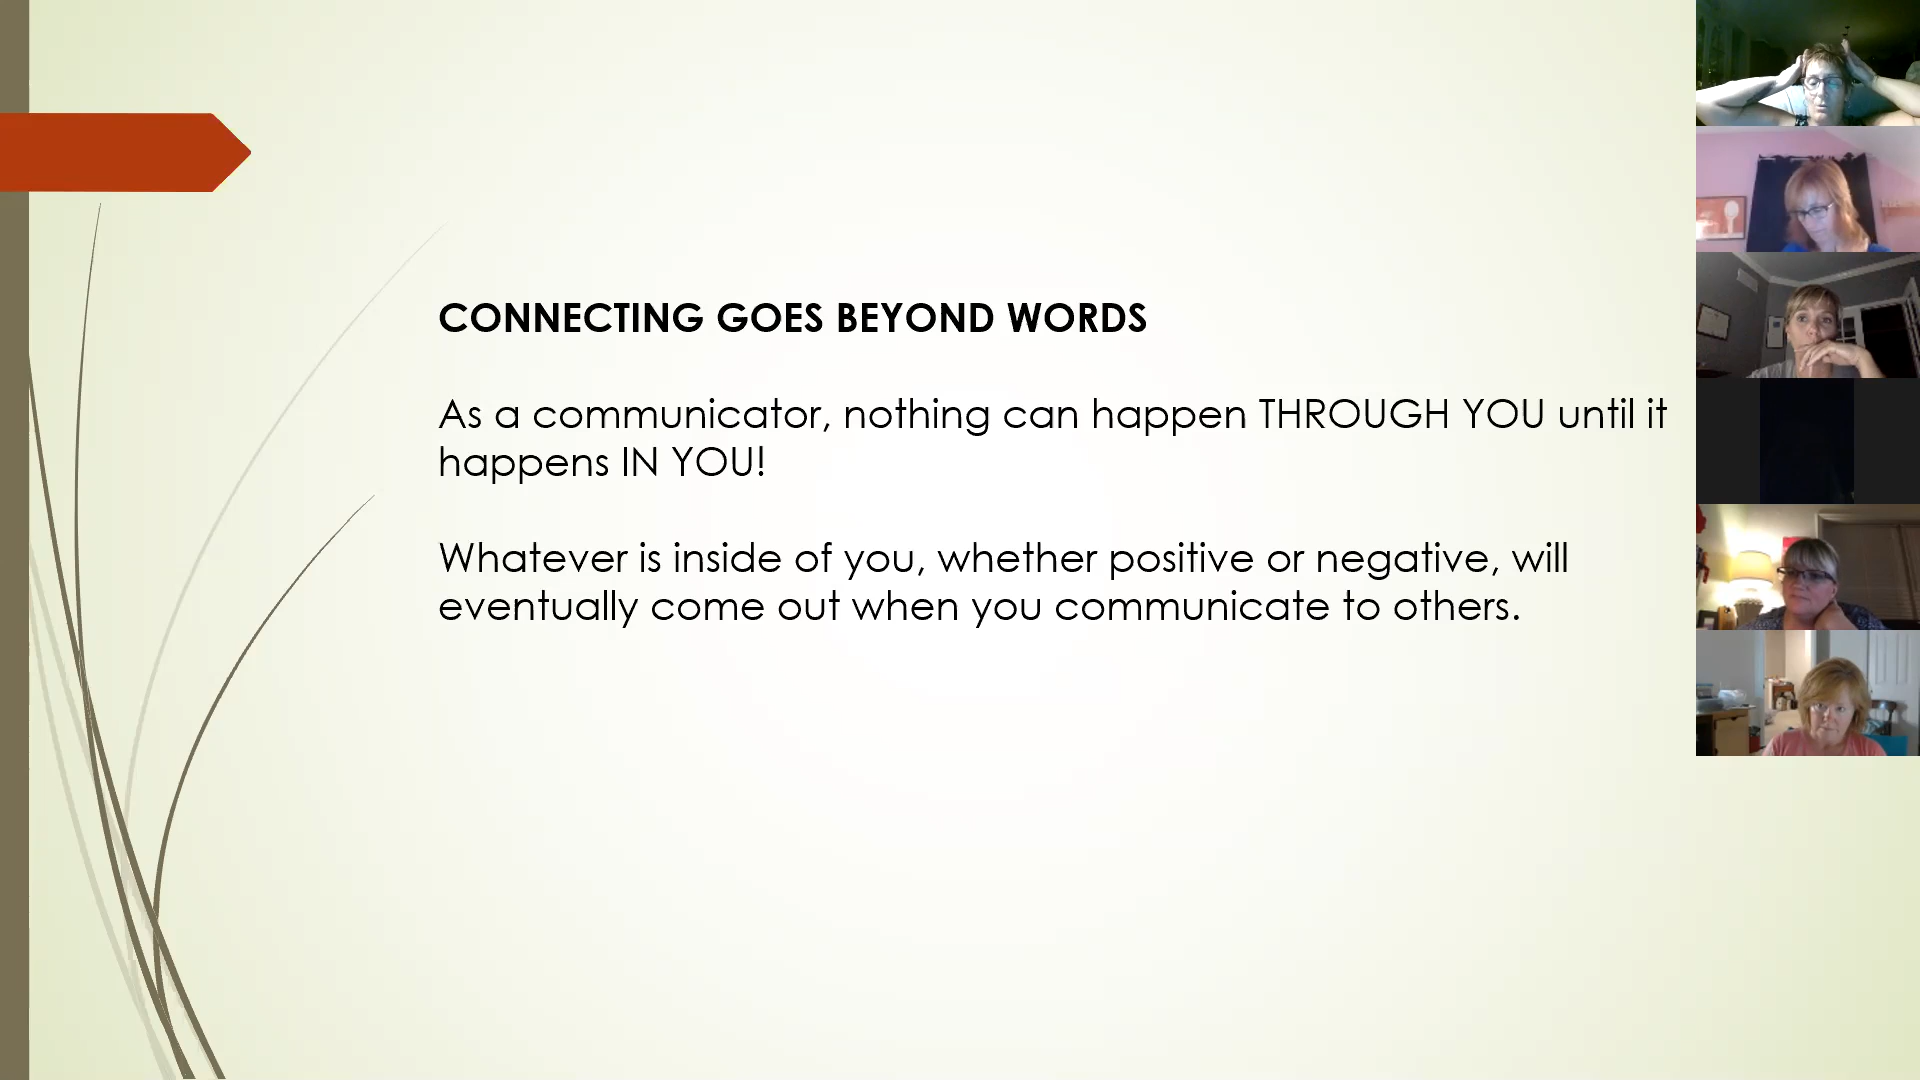 CONNECTING GOES BEYOND WORDS
As a communicator, nothing can happen THROUGH YOU until it
happens IN YOU!
Whatever is inside of you, whether positive or negative, will
eventually come out when you communicate to others.